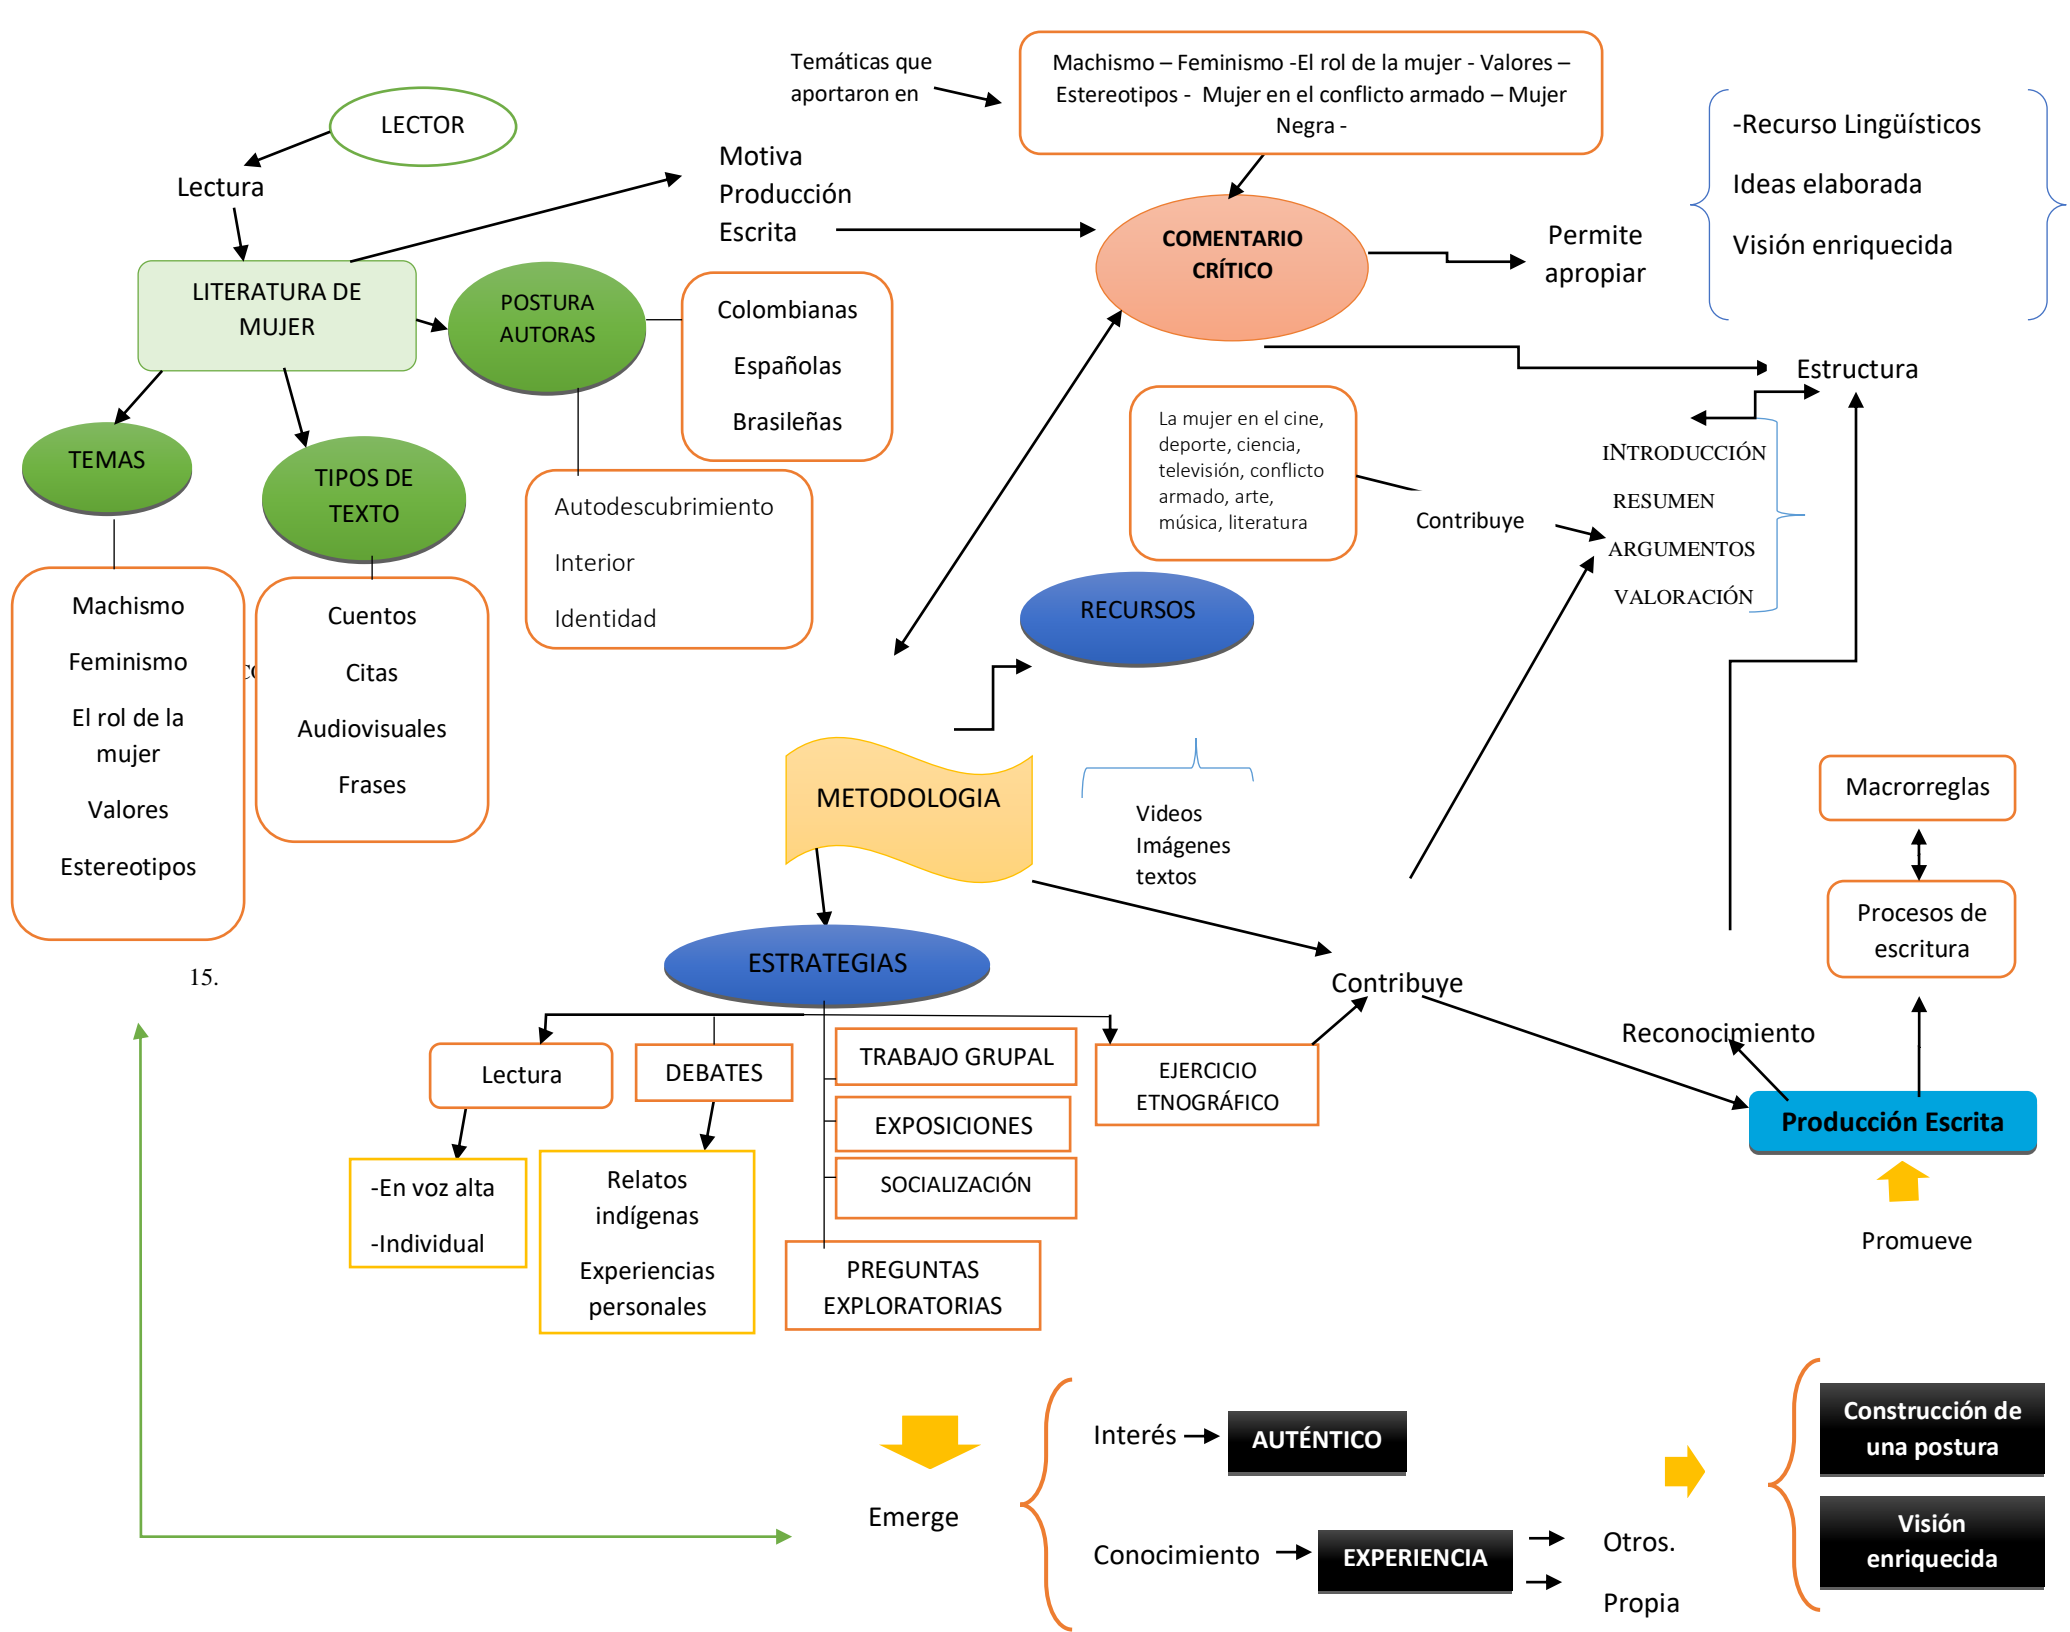 LECTOR
Lectura
LITERATURA DE
MUJER
Temáticas que
aportaron en
Machismo – Feminismo -El rol de la mujer - Valores –
Estereotipos -  Mujer en el conflicto armado – Mujer
Negra -
Motiva
Producción
Escrita
COMENTARIO
CRÍTICO
Permite
apropiar
-Recurso Lingüísticos
Ideas elaborada
Visión enriquecida
POSTURA
AUTORAS
Colombianas
Españolas
Brasileñas
Autodescubrimiento
Interior
Identidad
TEMAS
Machismo
Feminismo
El rol de la
mujer
Valores
Estereotipos
TIPOS DE
TEXTO
Cuentos
Citas
Audiovisuales
Frases
15.
La mujer en el cine,
deporte, ciencia,
televisión, conflicto
armado, arte,
música, literatura
Contribuye
Estructura
INTRODUCCIÓN
RESUMEN
ARGUMENTOS
VALORACIÓN
RECURSOS
Videos
Imágenes
textos
METODOLOGIA
ESTRATEGIAS
Lectura
-En voz alta
-Individual
DEBATES
Relatos
indígenas
Experiencias
personales
TRABAJO GRUPAL
EXPOSICIONES
SOCIALIZACIÓN
PREGUNTAS
EXPLORATORIAS
EJERCICIO
ETNOGRÁFICO
Contribuye
Macrorreglas
Procesos de
escritura
Reconocimiento
Producción Escrita
Promueve
Emerge
Interés
AUTÉNTICO
Conocimiento
EXPERIENCIA
Otros.
Propia
Construcción de
una postura
Visión
enriquecida